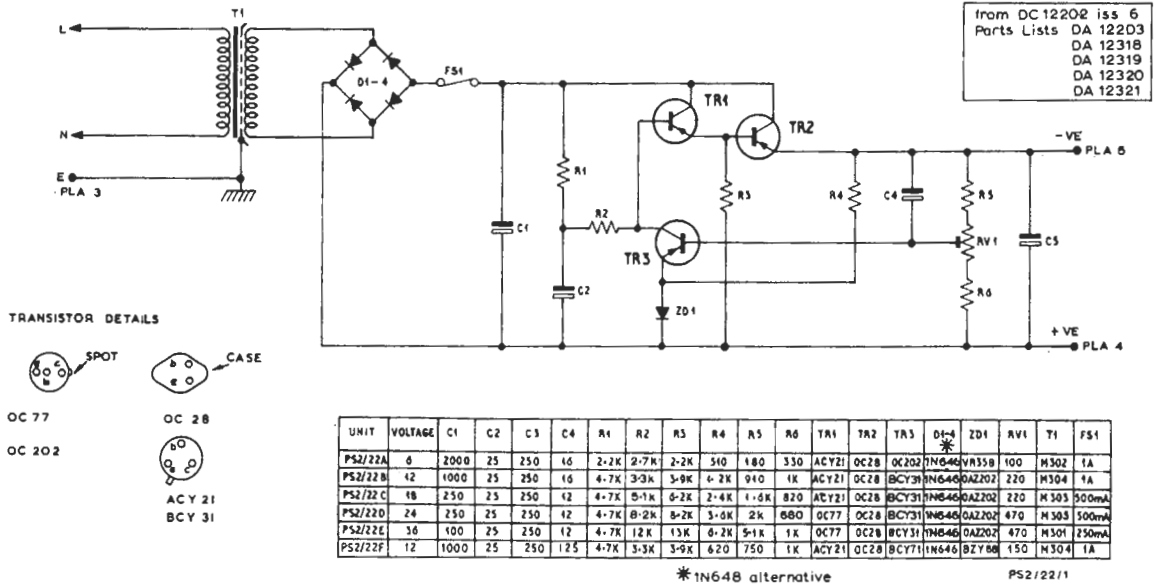 from DC 12202 iss 6
Parts Lists DA 12203
DA 12318
DA 12319
DA 12320
DA 12321
T1
L
N
E
PLA 3
D1-4
FS1
TR1
TR2
-VE
PLA 6
R1
R2
R3
R4
C4
R5
C1
TR3
RV1
C3
C2
ZD1
R6
+VE
PLA 4
TRANSISTOR DETAILS
e c b
SPOT
b e
CASE
OC 77
OC 28
OC 202
b e c
ACY 21
BCY 31
UNIT VOLTAGE C1 C2 C3 C4 R1 R2 R3 R4 R5 R6 TR1 TR2 TR3 D1-4 * ZD1 RV1 T1 FS1
PS2/22A 6 2000 25 250 16 2·2K 2·7K 2·2K 510 180 330 ACY21 OC28 OC202 1N646 VR35B 100 M302 1A
PS2/22B 12 1000 25 250 16 4·7K 3·3K 3·9K 1·2K 910 1K ACY21 OC28 BCY31 1N646 OAZ202 220 M304 1A
PS2/22C 18 250 25 250 12 4·7K 5·1K 6·2K 2·4K 1·6K 820 ACY21 OC28 BCY31 1N646 OAZ202 220 M303 500mA
PS2/22D 24 250 25 250 12 4·7K 8·2K 8·2K 3·6K 2K 680 OC77 OC28 BCY31 1N646 OAZ202 470 M303 500mA
PS2/22E 36 100 25 250 12 4·7K 12K 13K 6·2K 5·1K 1K OC77 OC28 BCY31 1N646 OAZ202 470 M301 250mA
PS2/22F 12 1000 25 250 125 4·7K 3·3K 3·9K 620 750 1K ACY21 OC28 BCY71 1N646 BZY88 150 M304 1A
* 1N648 alternative
PS2/22/1